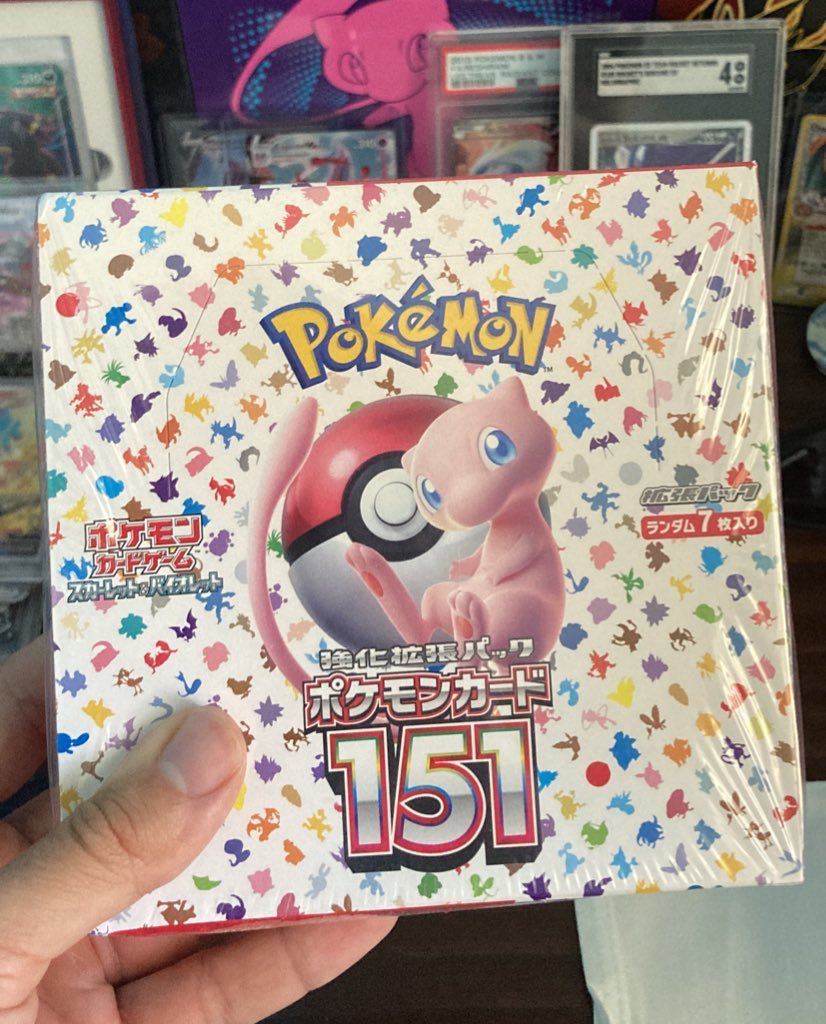 POKéMON
TM
拡張パック
ランダム7枚入り
ポケモン
カードゲーム
スカーレット&バイオレット
強化拡張パック
ポケモンカード
151
4